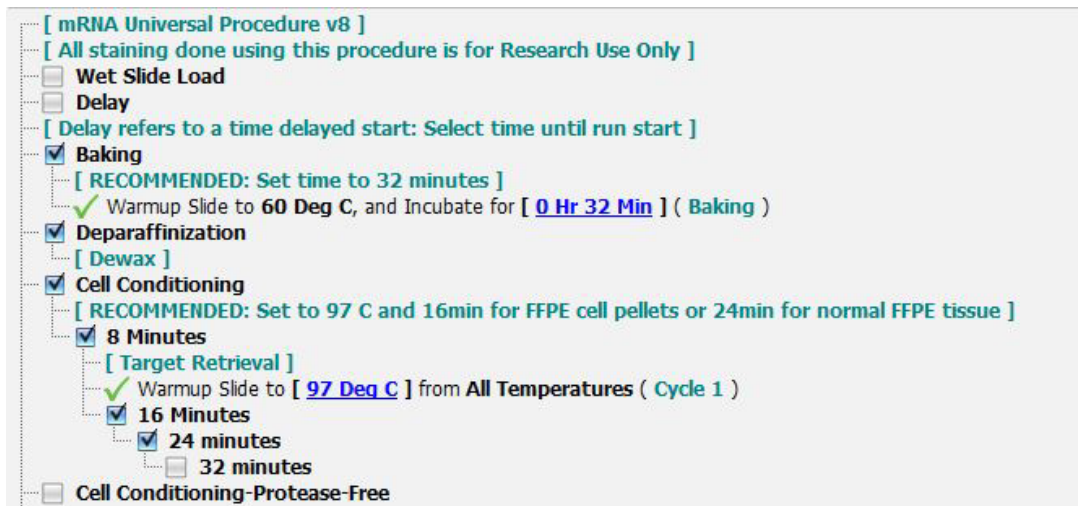 [ mRNA Universal Procedure v8 ]
[ All staining done using this procedure is for Research Use Only ]
Wet Slide Load
Delay
[ Delay refers to a time delayed start: Select time until run start ]
Baking
[ RECOMMENDED: Set time to 32 minutes ]
Warmup Slide to 60 Deg C, and Incubate for [ 0 Hr 32 Min ] ( Baking )
Deparaffinization
[ Dewax ]
Cell Conditioning
[ RECOMMENDED: Set to 97 C and 16min for FFPE cell pellets or 24min for normal FFPE tissue ]
8 Minutes
[ Target Retrieval ]
Warmup Slide to [ 97 Deg C ] from All Temperatures ( Cycle 1 )
16 Minutes
24 minutes
32 minutes
Cell Conditioning-Protease-Free